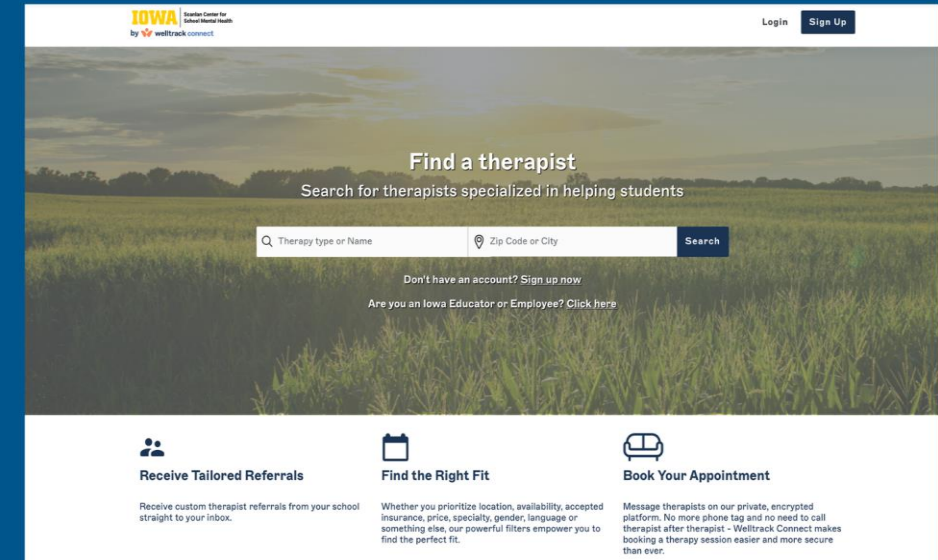 IOWA
Scanlan Center for
School Mental Health
by welltrack connect
Login
Sign Up
Find a therapist
Search for therapists specialized in helping students
Therapy type or Name
Zip Code or City
Search
Don't have an account? Sign up now
Are you an Iowa Educator or Employee? Click here
Receive Tailored Referrals
Receive custom therapist referrals from your school
straight to your inbox.
Find the Right Fit
Whether you prioritize location, availability, accepted
insurance, price, specialty, gender, language or
something else, our powerful filters empower you to
find the perfect fit.
Book Your Appointment
Message therapists on our private, encrypted
platform. No more phone tag and no need to call
therapist after therapist - Welltrack Connect makes
booking a therapy session easier and more secure
than ever.